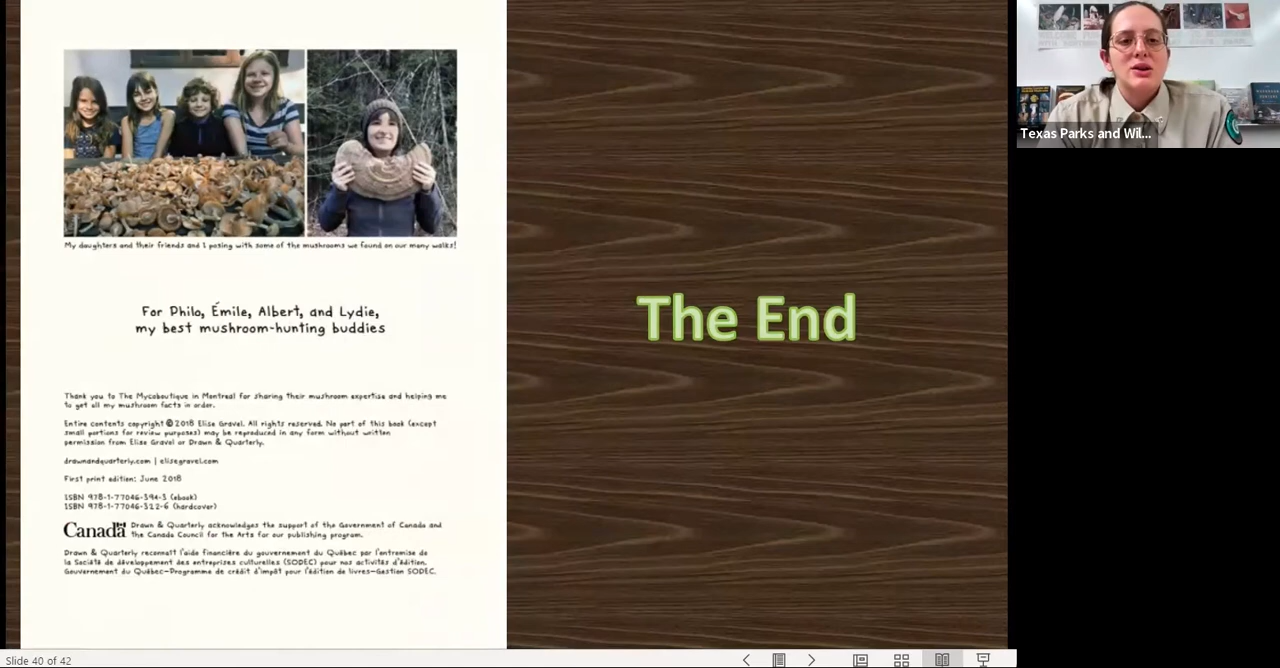 My daughters and their friends and I posing with some of the mushrooms we found on our many walks!
For Philo, Émile, Albert, and Lydie,
my best mushroom-hunting buddies
Thank you to The Mycoboutique in Montreal for sharing their mushroom expertise and helping me
to get all my mushroom facts in order.
Entire contents copyright © 2018 Elise Gravel. All rights reserved. No part of this book (except
small portions for review purposes) may be reproduced in any form without written
permission from Elise Gravel or Drawn & Quarterly.
drawnandquarterly.com | elisegravel.com
First print edition: June 2018
ISBN 978-1-77046-394-3 (ebook)
ISBN 978-1-77046-322-6 (hardcover)
Canada
Drawn & Quarterly acknowledges the support of the Government of Canada and
the Canada Council for the Arts for our publishing program.
Drawn & Quarterly reconnaît l'aide financière du gouvernement du Québec par l'entremise de
la Société de développement des entreprises culturelles (SODEC) pour nos activités d'édition.
Gouvernement du Québec—Programme de crédit d'impôt pour l'édition de livres—Gestion SODEC.
The End
Texas Parks and Wil...
Slide 40 of 42